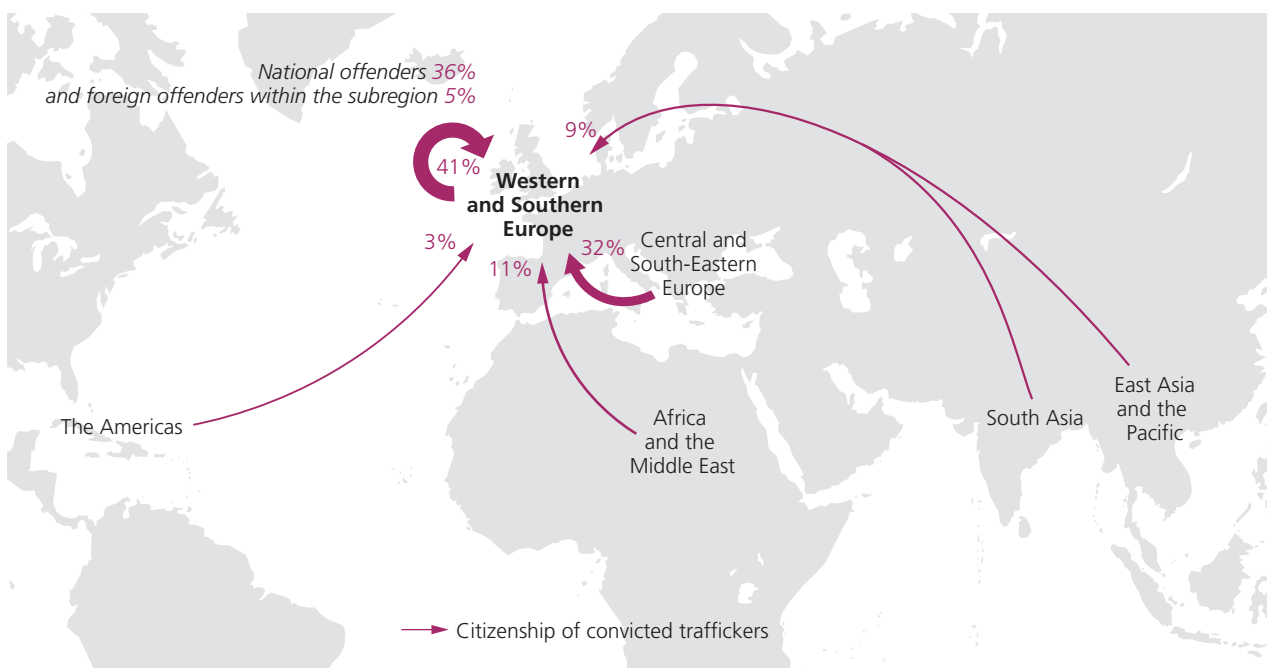 National offenders 36%
and foreign offenders within the subregion 5%
9%
41%
Western
and Southern
Europe
3%
11%
32%
Central and
South-Eastern
Europe
The Americas
Africa
and the
Middle East
South Asia
East Asia
and the
Pacific
Citizenship of convicted traffickers